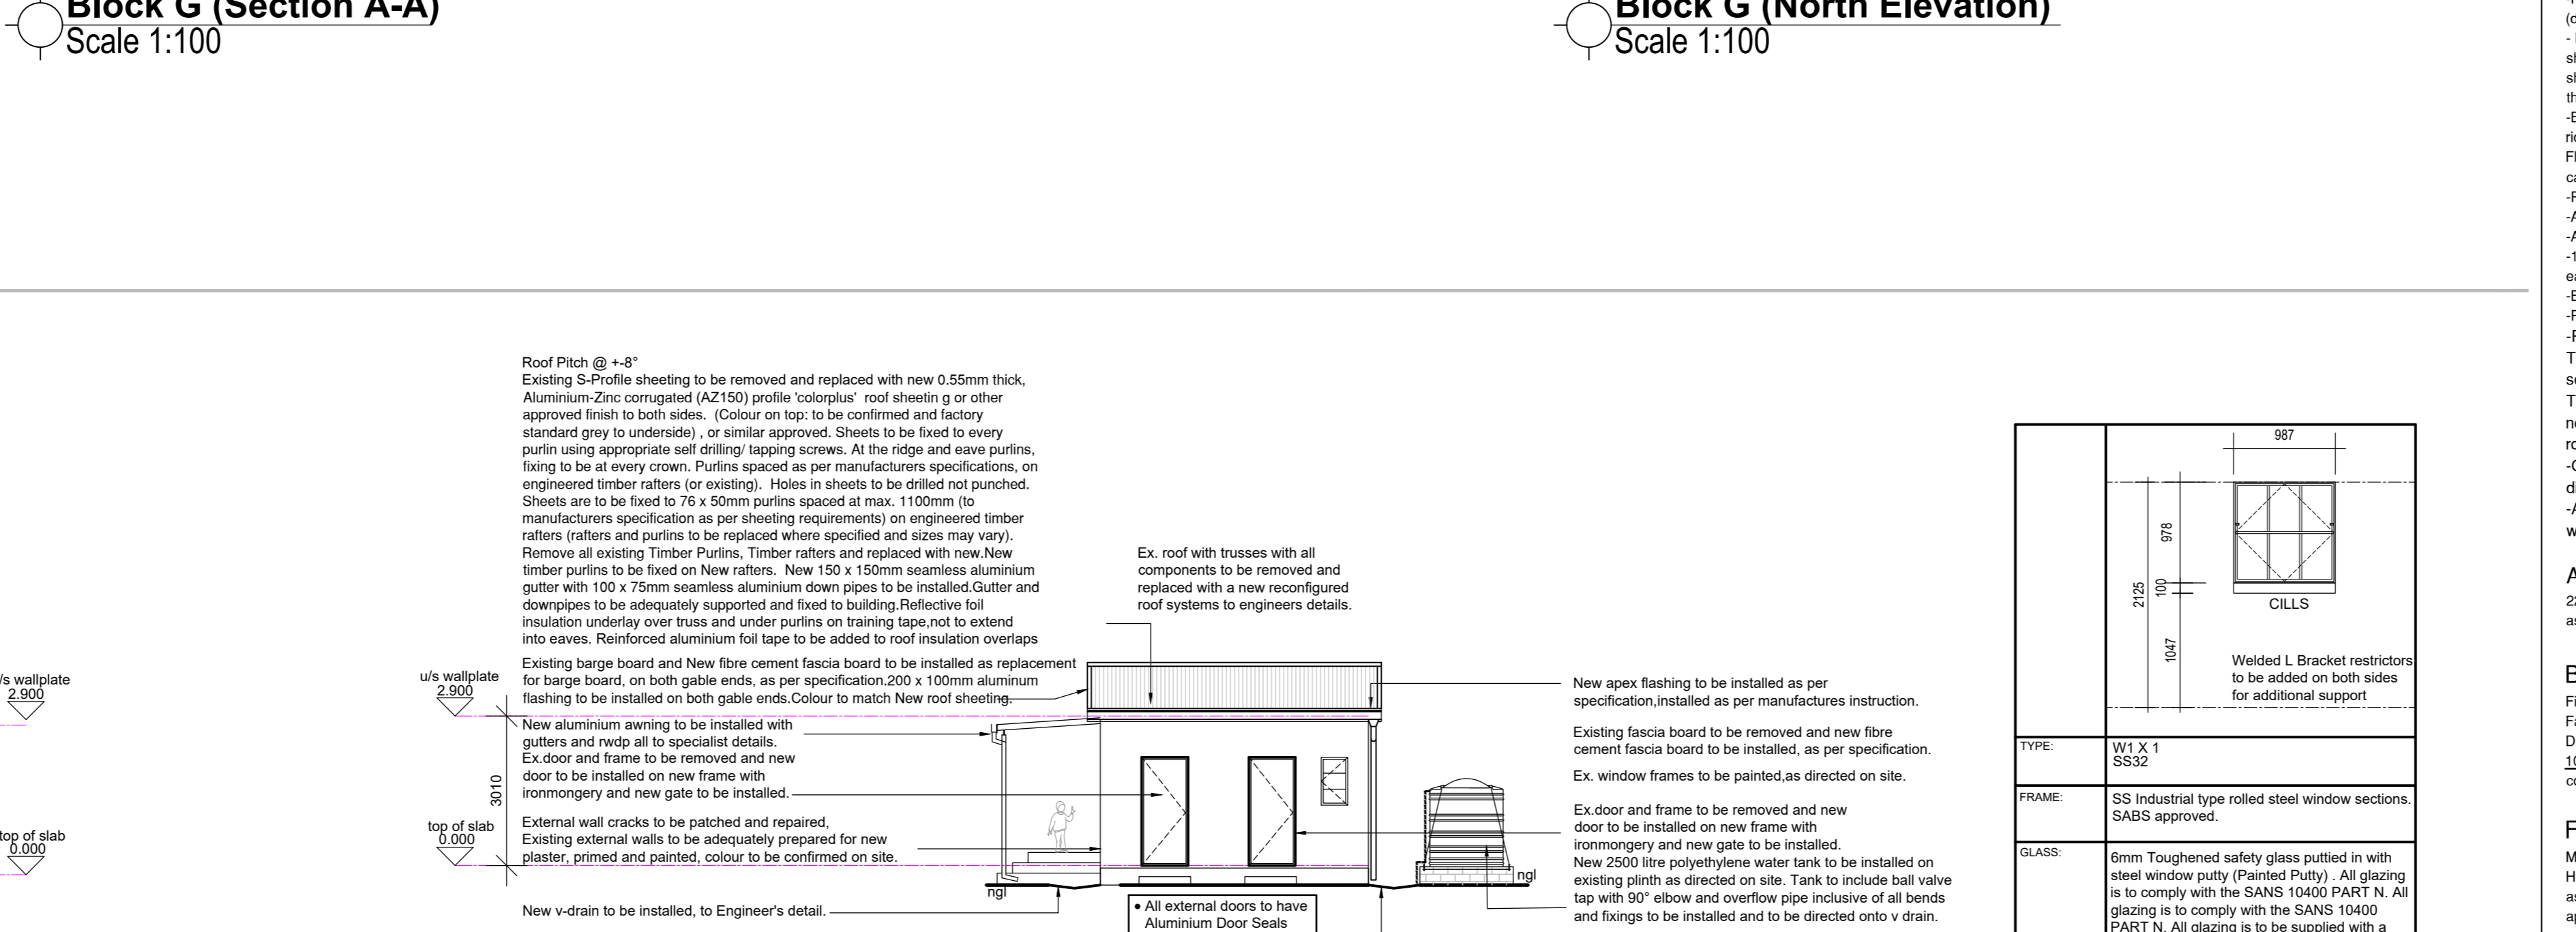 Block G (Section A-A)
Scale 1:100
Block G (North Elevation)
Scale 1:100
Roof Pitch @ +-8°
Existing S-Profile sheeting to be removed and replaced with new 0.55mm thick,
Aluminium-Zinc corrugated (AZ150) profile 'colorplus' roof sheetin g or other
approved finish to both sides. (Colour on top: to be confirmed and factory
standard grey to underside) , or similar approved. Sheets to be fixed to every
purlin using appropriate self drilling/ tapping screws. At the ridge and eave purlins,
fixing to be at every crown. Purlins spaced as per manufacturers specifications, on
engineered timber rafters (or existing). Holes in sheets to be drilled not punched.
Sheets are to be fixed to 76 x 50mm purlins spaced at max. 1100mm (to
manufacturers specification as per sheeting requirements) on engineered timber
rafters (rafters and purlins to be replaced where specified and sizes may vary).
Remove all existing Timber Purlins, Timber rafters and replaced with new.New
timber purlins to be fixed on New rafters. New 150 x 150mm seamless aluminium
gutter with 100 x 75mm seamless aluminium down pipes to be installed.Gutter and
downpipes to be adequately supported and fixed to building.Reflective foil
insulation underlay over truss and under purlins on training tape,not to extend
into eaves. Reinforced aluminium foil tape to be added to roof insulation overlaps
Existing barge board and New fibre cement fascia board to be installed as replacement
for barge board, on both gable ends, as per specification.200 x 100mm aluminum
flashing to be installed on both gable ends.Colour to match New roof sheeting.
New aluminium awning to be installed with
gutters and rwdp all to specialist details.
Ex.door and frame to be removed and new
door to be installed on new frame with
ironmongery and new gate to be installed.
External wall cracks to be patched and repaired,
Existing external walls to be adequately prepared for new
plaster, primed and painted, colour to be confirmed on site.
New v-drain to be installed, to Engineer's detail.
/s wallplate
2.900
top of slab
0.000
u/s wallplate
2.900
3010
top of slab
0.000
Ex. roof with trusses with all
components to be removed and
replaced with a new reconfigured
roof systems to engineers details.
ngl
ngl
• All external doors to have
Aluminium Door Seals
New apex flashing to be installed as per
specification,installed as per manufactures instruction.
Existing fascia board to be removed and new fibre
cement fascia board to be installed, as per specification.
Ex. window frames to be painted,as directed on site.
Ex.door and frame to be removed and new
door to be installed on new frame with
ironmongery and new gate to be installed.
New 2500 litre polyethylene water tank to be installed on
existing plinth as directed on site. Tank to include ball valve
tap with 90° elbow and overflow pipe inclusive of all bends
and fixings to be installed and to be directed onto v drain.
987
978
2125
100
1047
CILLS
Welded L Bracket restrictors
to be added on both sides
for additional support
TYPE:
W1 X 1
SS32
FRAME:
SS Industrial type rolled steel window sections.
SABS approved.
GLASS:
6mm Toughened safety glass puttied in with
steel window putty (Painted Putty) . All glazing
is to comply with the SANS 10400 PART N. All
glazing is to comply with the SANS 10400
PART N. All glazing is to be supplied with a